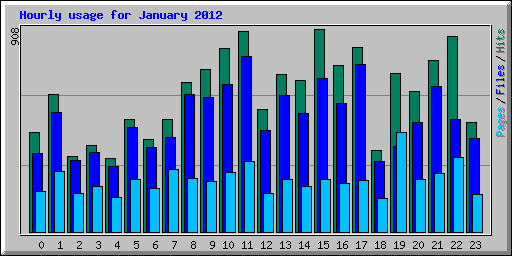 Hourly usage for January 2012
908
Pages/Files/Hits
0 1 2 3 4 5 6 7 8 9 10 11 12 13 14 15 16 17 18 19 20 21 22 23